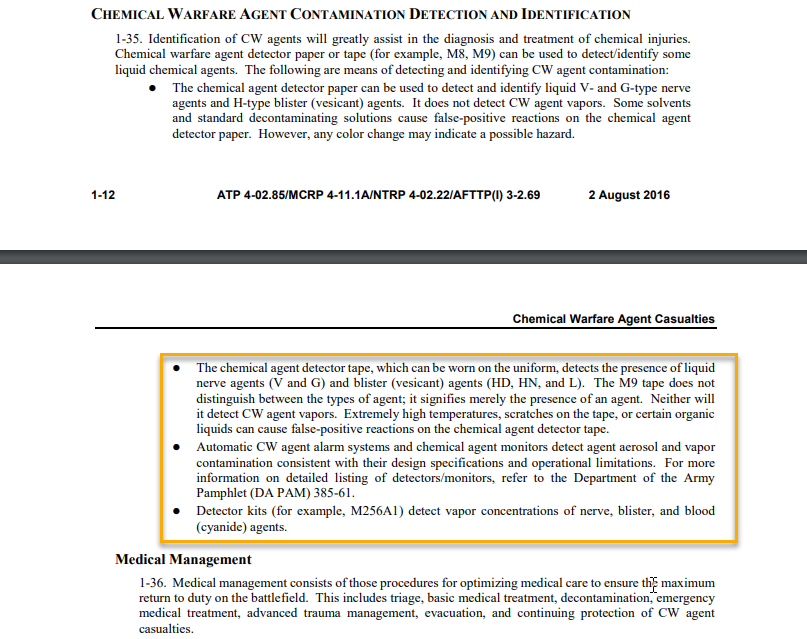 CHEMICAL WARFARE AGENT CONTAMINATION DETECTION AND IDENTIFICATION
1-35. Identification of CW agents will greatly assist in the diagnosis and treatment of chemical injuries.
Chemical warfare agent detector paper or tape (for example, M8, M9) can be used to detect/identify some
liquid chemical agents. The following are means of detecting and identifying CW agent contamination:
● The chemical agent detector paper can be used to detect and identify liquid V- and G-type nerve
agents and H-type blister (vesicant) agents. It does not detect CW agent vapors. Some solvents
and standard decontaminating solutions cause false-positive reactions on the chemical agent
detector paper. However, any color change may indicate a possible hazard.
1-12 ATP 4-02.85/MCRP 4-11.1A/NTRP 4-02.22/AFTTP(I) 3-2.69 2 August 2016
Chemical Warfare Agent Casualties
● The chemical agent detector tape, which can be worn on the uniform, detects the presence of liquid
nerve agents (V and G) and blister (vesicant) agents (HD, HN, and L). The M9 tape does not
distinguish between the types of agent; it signifies merely the presence of an agent. Neither will
it detect CW agent vapors. Extremely high temperatures, scratches on the tape, or certain organic
liquids can cause false-positive reactions on the chemical agent detector tape.
● Automatic CW agent alarm systems and chemical agent monitors detect agent aerosol and vapor
contamination consistent with their design specifications and operational limitations. For more
information on detailed listing of detectors/monitors, refer to the Department of the Army
Pamphlet (DA PAM) 385-61.
● Detector kits (for example, M256A1) detect vapor concentrations of nerve, blister, and blood
(cyanide) agents.
Medical Management
1-36. Medical management consists of those procedures for optimizing medical care to ensure the maximum
return to duty on the battlefield. This includes triage, basic medical treatment, decontamination, emergency
medical treatment, advanced trauma management, evacuation, and continuing protection of CW agent
casualties.